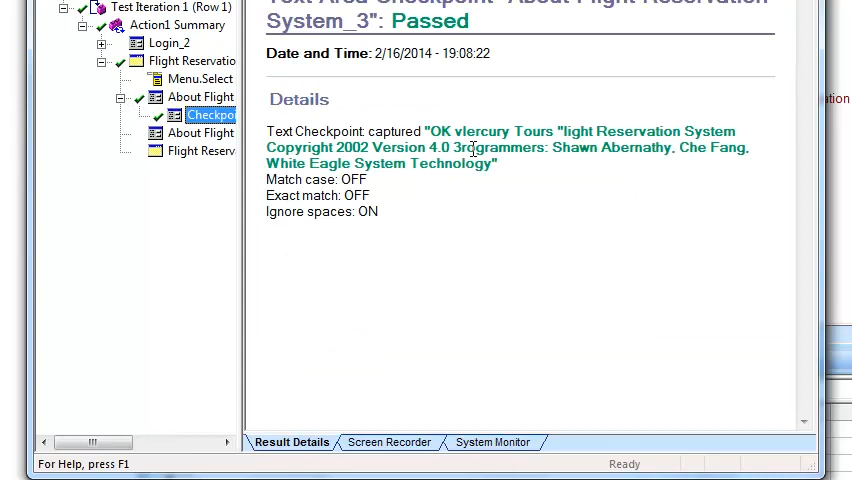 Test Iteration 1 (Row 1)
Action1 Summary
Login_2
Flight Reservatio
Menu.Select
About Flight
Checkpoi
About Flight
Flight Reserv
Text Area Checkpoint "About Flight Reservation
System_3": Passed
Date and Time: 2/16/2014 - 19:08:22
Details
Text Checkpoint: captured "OK vlercury Tours "light Reservation System
Copyright 2002 Version 4.0 3rogrammers: Shawn Abernathy, Che Fang,
White Eagle System Technology"
Match case: OFF
Exact match: OFF
Ignore spaces: ON
ation
Result Details
Screen Recorder
System Monitor
For Help, press F1
Ready